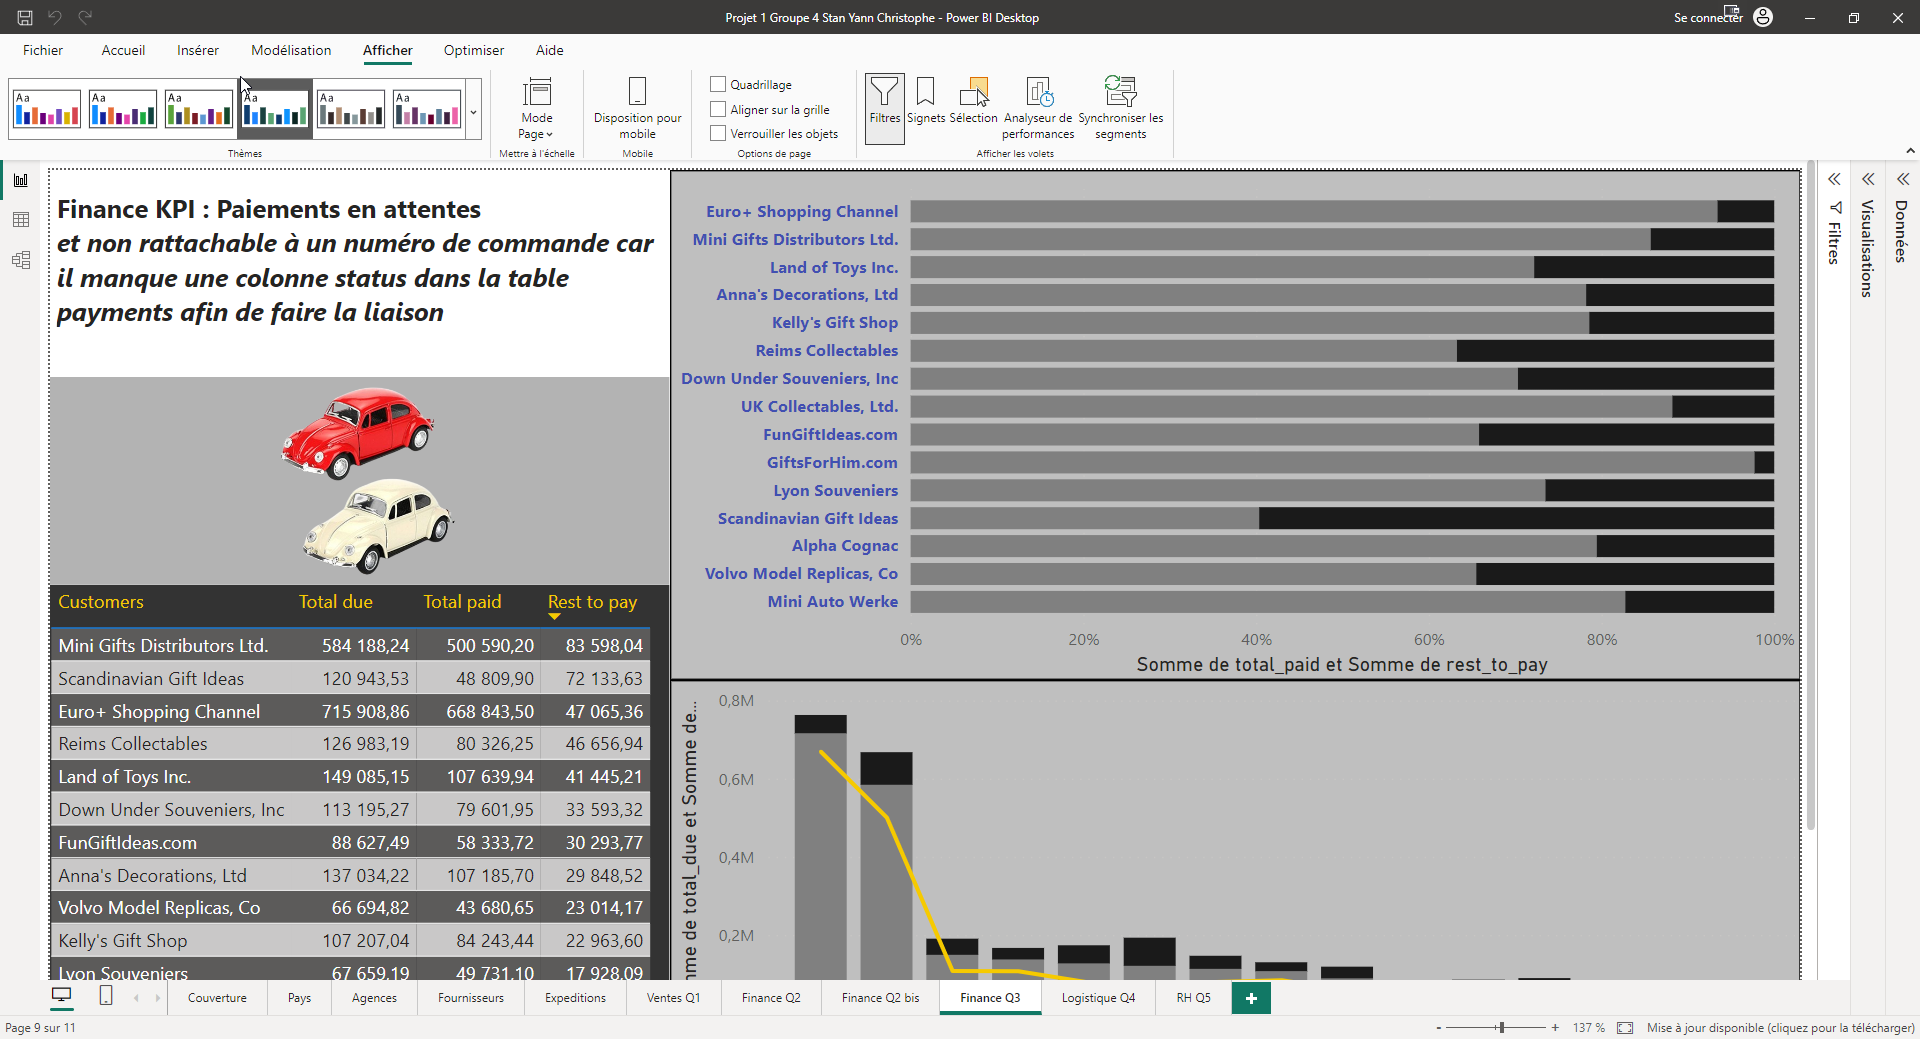 Projet 1 Groupe 4 Stan Yann Christophe - Power BI Desktop
Se connecter
Fichier
Accueil
Insérer
Modélisation
Afficher
Optimiser
Aide
Aa
Aa
Aa
Aa
Aa
Aa
Thèmes
Mode
Page
Mettre à l'échelle
Disposition pour
mobile
Mobile
Quadrillage
Aligner sur la grille
Verrouiller les objets
Options de page
Filtres
Signets
Sélection
Analyseur de
performances
Synchroniser les
segments
Afficher les volets
Finance KPI : Paiements en attentes
et non rattachable à un numéro de commande car
il manque une colonne status dans la table
payments afin de faire la liaison
Customers Total due Total paid Rest to pay
Mini Gifts Distributors Ltd. 584 188,24 500 590,20 83 598,04
Scandinavian Gift Ideas 120 943,53 48 809,90 72 133,63
Euro+ Shopping Channel 715 908,86 668 843,50 47 065,36
Reims Collectables 126 983,19 80 326,25 46 656,94
Land of Toys Inc. 149 085,15 107 639,94 41 445,21
Down Under Souveniers, Inc 113 195,27 79 601,95 33 593,32
FunGiftIdeas.com 88 627,49 58 333,72 30 293,77
Anna's Decorations, Ltd 137 034,22 107 185,70 29 848,52
Volvo Model Replicas, Co 66 694,82 43 680,65 23 014,17
Kelly's Gift Shop 107 207,04 84 243,44 22 963,60
Lyon Souveniers 67 659,19 49 731,10 17 928,09
Euro+ Shopping Channel
Mini Gifts Distributors Ltd.
Land of Toys Inc.
Anna's Decorations, Ltd
Kelly's Gift Shop
Reims Collectables
Down Under Souveniers, Inc
UK Collectables, Ltd.
FunGiftIdeas.com
GiftsForHim.com
Lyon Souveniers
Scandinavian Gift Ideas
Alpha Cognac
Volvo Model Replicas, Co
Mini Auto Werke
0% 20% 40% 60% 80% 100%
Somme de total_paid et Somme de rest_to_pay
mme de total_due et Somme de...
0,8M
0,6M
0,4M
0,2M
Filtres
Visualisations
Données
Couverture
Pays
Agences
Fournisseurs
Expeditions
Ventes Q1
Finance Q2
Finance Q2 bis
Finance Q3
Logistique Q4
RH Q5
+
Page 9 sur 11
- + 137 %
Mise à jour disponible (cliquez pour la télécharger)